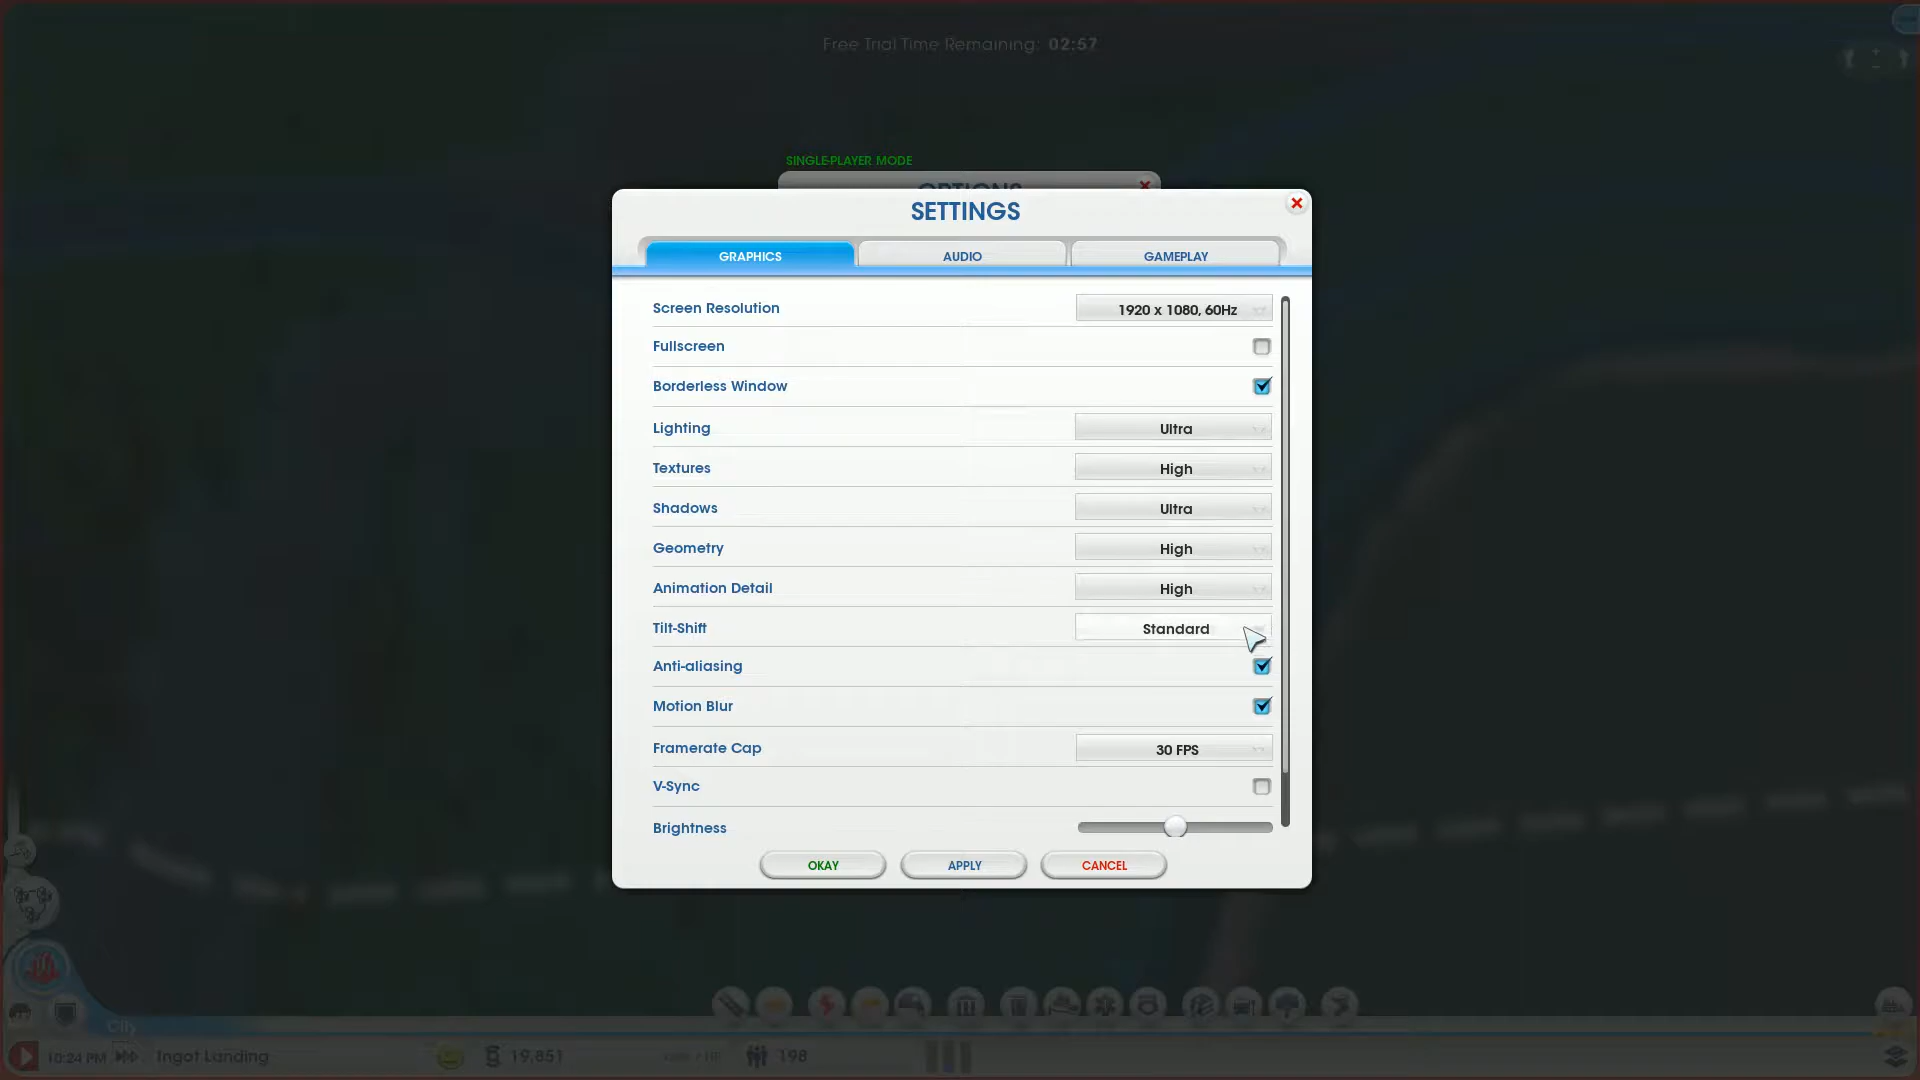 Free Trial Time Remaining: 02:57
SINGLE-PLAYER MODE
OPTIONS
SETTINGS
GRAPHICS
AUDIO
GAMEPLAY
Screen Resolution
1920 x 1080, 60Hz
Fullscreen
Borderless Window
Lighting
Ultra
Textures
High
Shadows
Ultra
Geometry
High
Animation Detail
High
Tilt-Shift
Standard
Anti-aliasing
Motion Blur
Framerate Cap
30 FPS
V-Sync
Brightness
OKAY
APPLY
CANCEL
City
10:24 PM
Ingot Landing
19,851
198